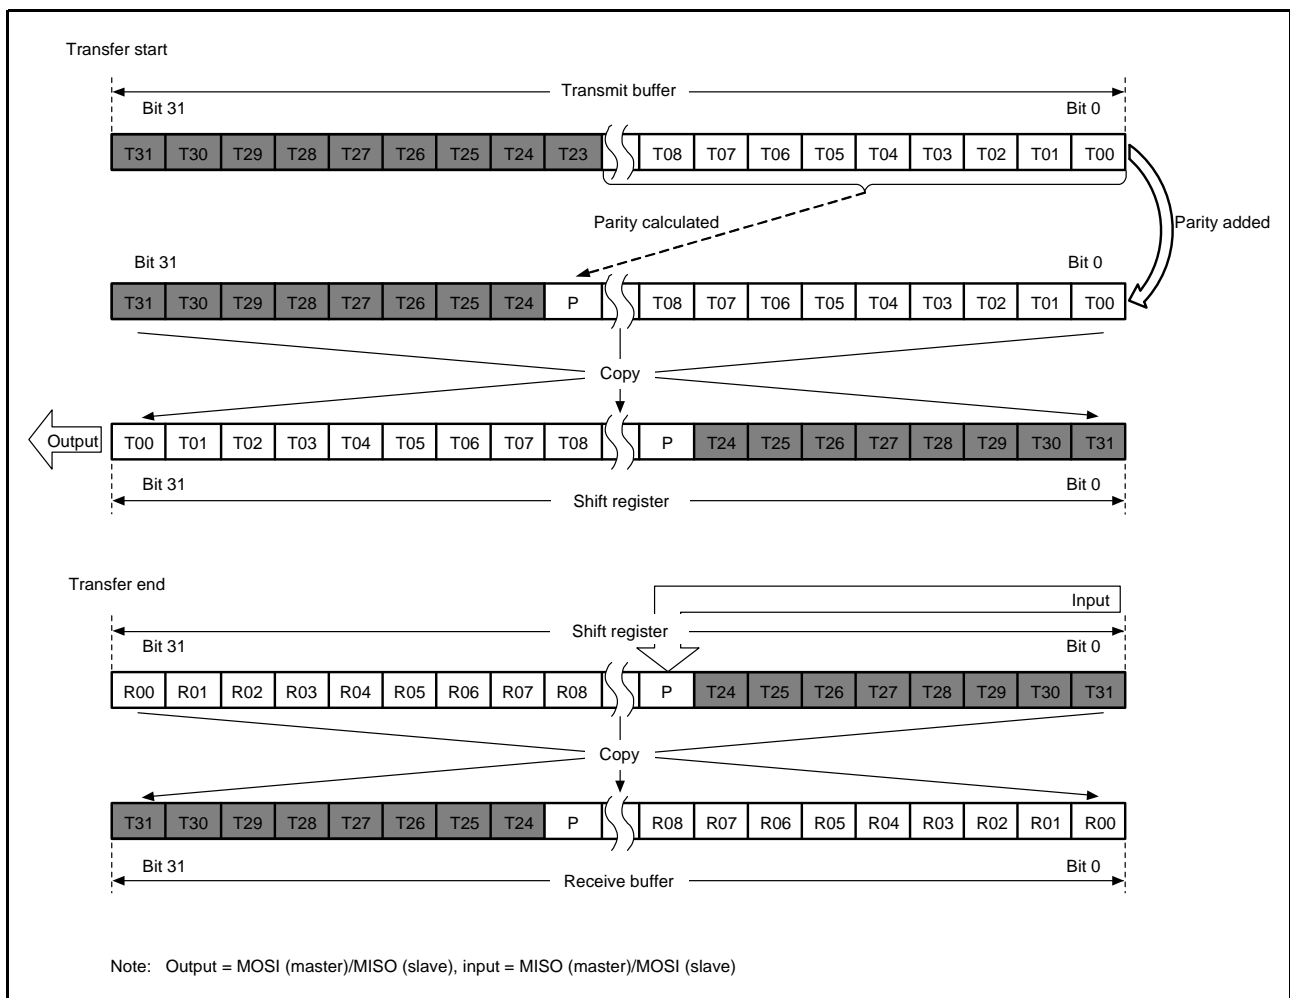 Transfer start
Transmit buffer
Bit 31 Bit 0
T31 T30 T29 T28 T27 T26 T25 T24 T23 T08 T07 T06 T05 T04 T03 T02 T01 T00
Parity calculated Parity added
Bit 31 Bit 0
T31 T30 T29 T28 T27 T26 T25 T24 P T08 T07 T06 T05 T04 T03 T02 T01 T00
Copy
Output T00 T01 T02 T03 T04 T05 T06 T07 T08 P T24 T25 T26 T27 T28 T29 T30 T31
Bit 31 Bit 0
Shift register
Transfer end
Input
Shift register
Bit 31 Bit 0
R00 R01 R02 R03 R04 R05 R06 R07 R08 P T24 T25 T26 T27 T28 T29 T30 T31
Copy
T31 T30 T29 T28 T27 T26 T25 T24 P R08 R07 R06 R05 R04 R03 R02 R01 R00
Bit 31 Bit 0
Receive buffer
Note: Output = MOSI (master)/MISO (slave), input = MISO (master)/MOSI (slave)